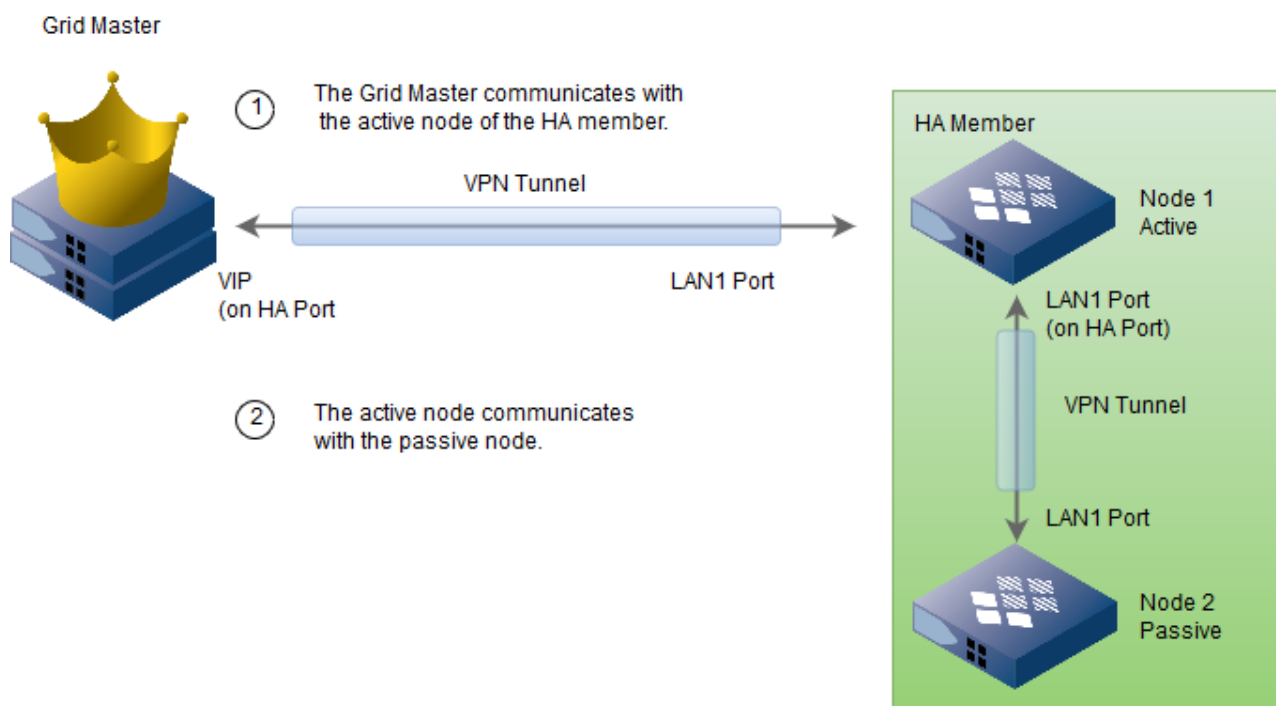 Grid Master
1
The Grid Master communicates with
the active node of the HA member.
VPN Tunnel
VIP
(on HA Port
LAN1 Port
HA Member
Node 1
Active
LAN1 Port
(on HA Port)
VPN Tunnel
2
The active node communicates
with the passive node.
LAN1 Port
Node 2
Passive